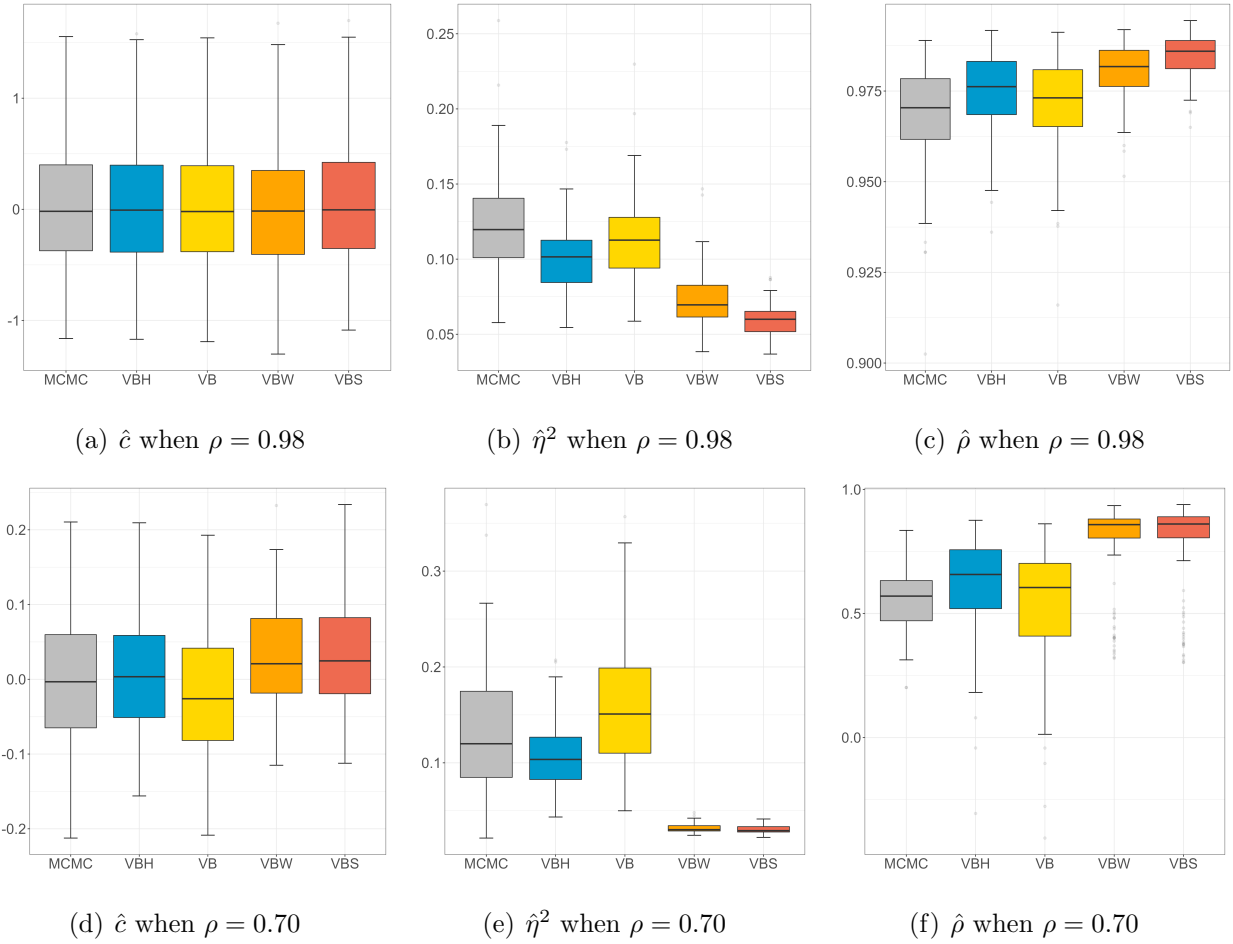 1
0
-1
MCMC VBH VB VBW VBS
(a) ĉ when ρ = 0.98
0.25
0.20
0.15
0.10
0.05
MCMC VBH VB VBW VBS
(b) η̂² when ρ = 0.98
0.975
0.950
0.925
0.900
MCMC VBH VB VBW VBS
(c) ρ̂ when ρ = 0.98
0.2
0.1
0.0
-0.1
-0.2
MCMC VBH VB VBW VBS
(d) ĉ when ρ = 0.70
0.3
0.2
0.1
MCMC VBH VB VBW VBS
(e) η̂² when ρ = 0.70
1.0
0.5
0.0
MCMC VBH VB VBW VBS
(f) ρ̂ when ρ = 0.70